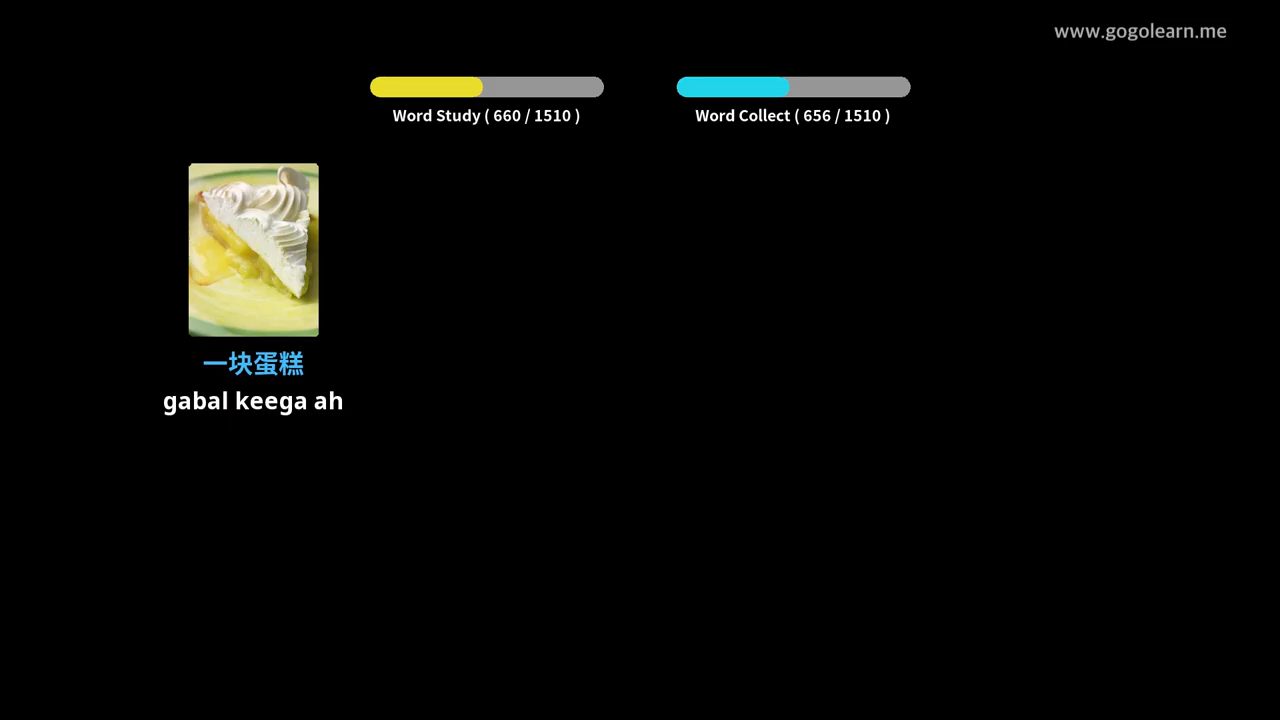 www.gogolearn.me
Word Study ( 660 / 1510 )
Word Collect ( 656 / 1510 )
一块蛋糕
gabal keega ah